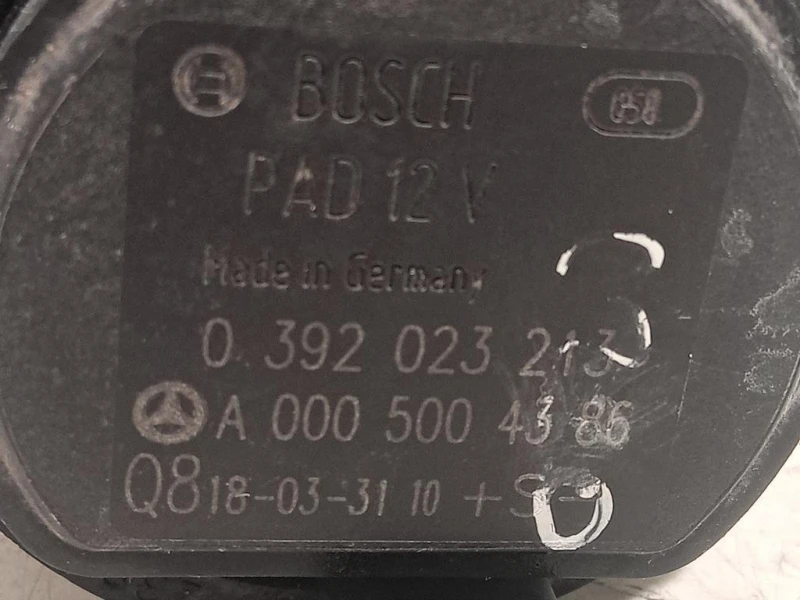 BOSCH 058
PAD 12 V
Made in Germany
0 392 023 213
A 000 500 43 86
Q8 18-03-31 10 +S-